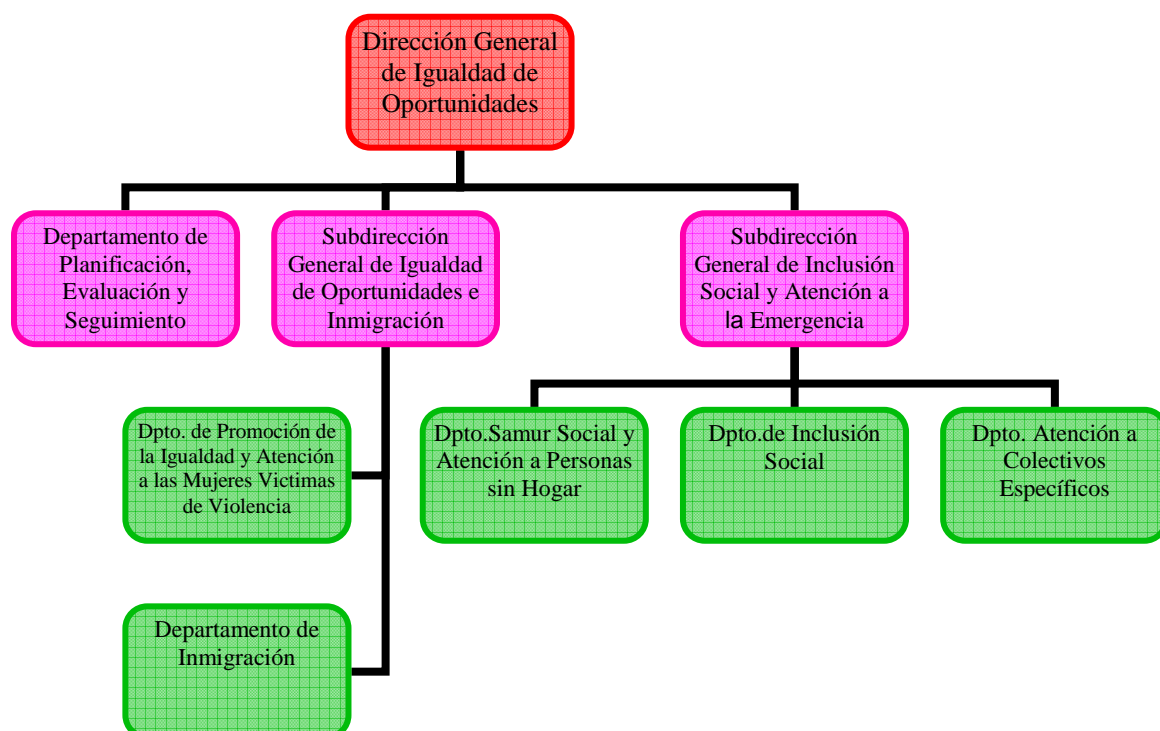 Dirección General
de Igualdad de
Oportunidades
Departamento de
Planificación,
Evaluación y
Seguimiento
Subdirección
General de Igualdad
de Oportunidades e
Inmigración
Subdirección
General de Inclusión
Social y Atención a
la Emergencia
Dpto. de Promoción de
la Igualdad y Atención
a las Mujeres Victimas
de Violencia
Dpto.Samur Social y
Atención a Personas
sin Hogar
Dpto.de Inclusión
Social
Dpto. Atención a
Colectivos
Específicos
Departamento de
Inmigración